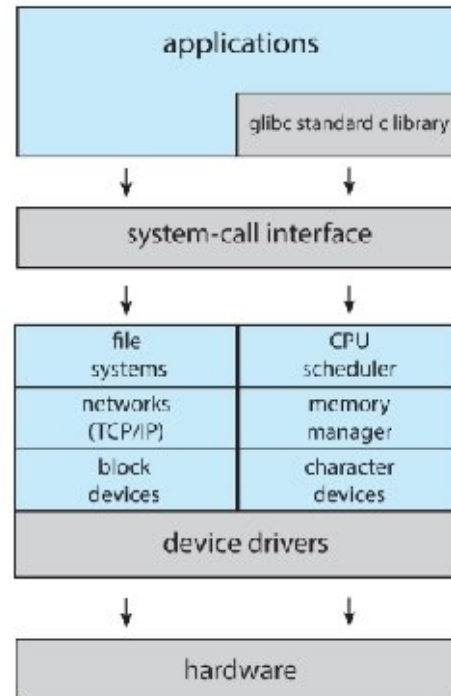 applications
glibc standard c library
system-call interface
file
systems
CPU
scheduler
networks
(TCP/IP)
memory
manager
block
devices
character
devices
device drivers
hardware